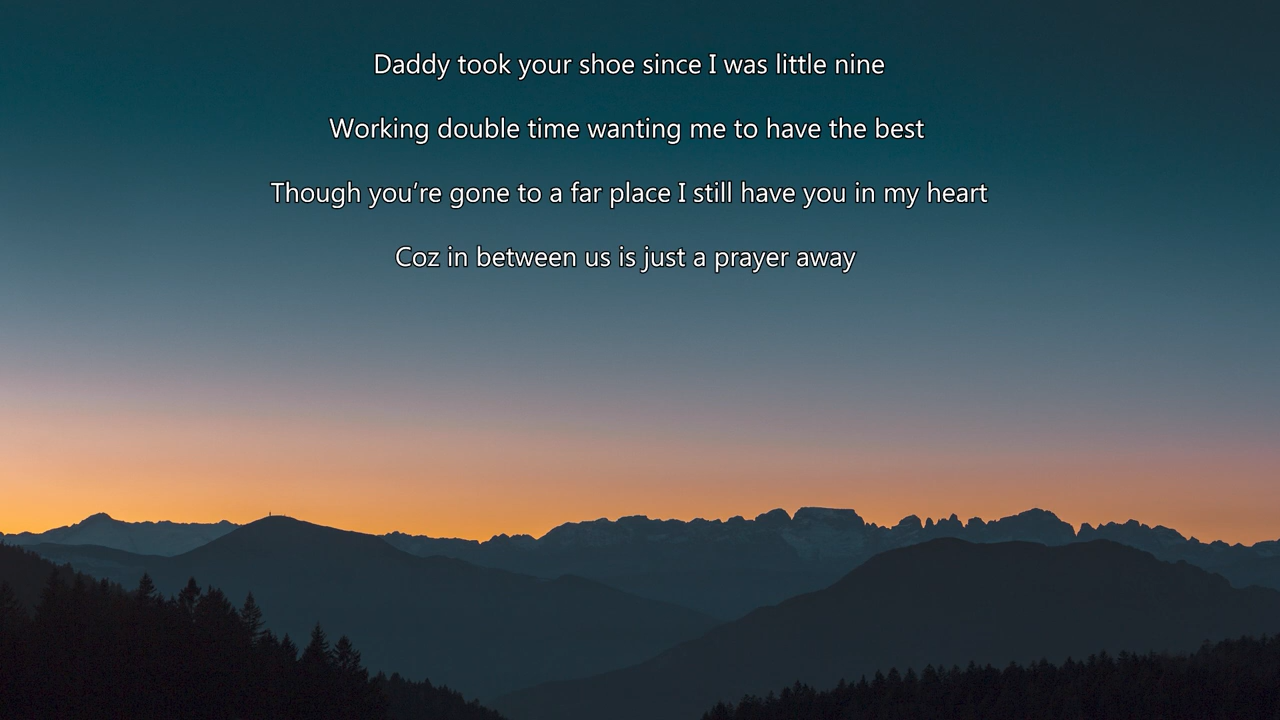 Daddy took your shoe since I was little nine
Working double time wanting me to have the best
Though you’re gone to a far place I still have you in my heart
Coz in between us is just a prayer away